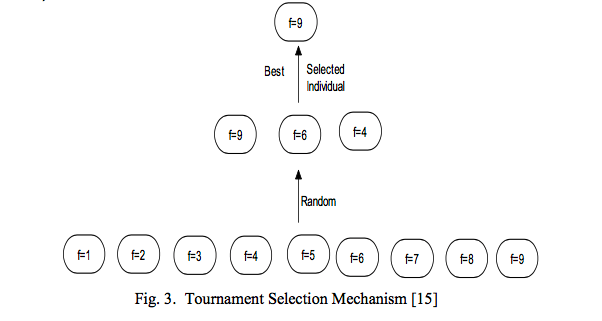 f=9
Best
Selected
Individual
f=9
f=6
f=4
Random
f=1
f=2
f=3
f=4
f=5
f=6
f=7
f=8
f=9
Fig. 3. Tournament Selection Mechanism [15]